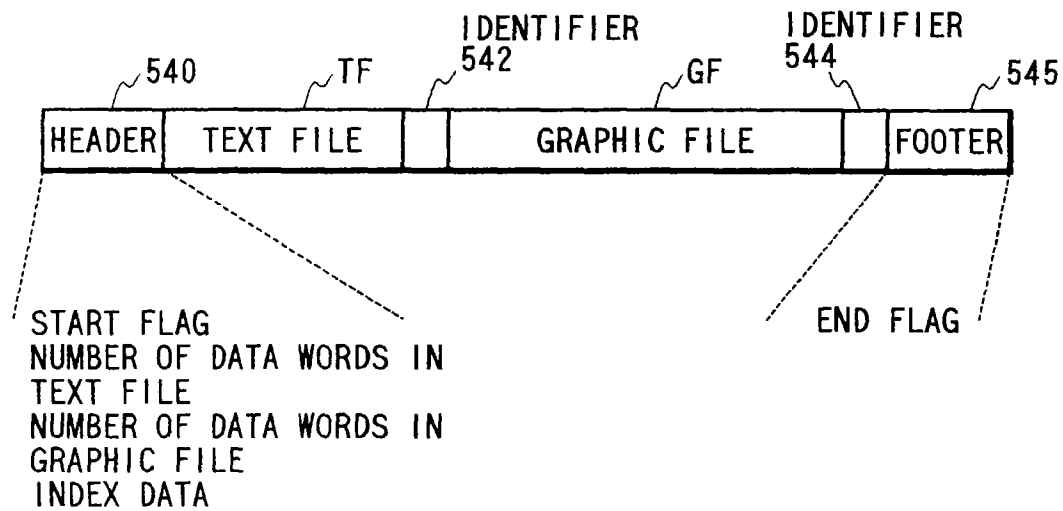 IDENTIFIER IDENTIFIER
540 TF 542 GF 544 545
HEADER TEXT FILE GRAPHIC FILE FOOTER
START FLAG
NUMBER OF DATA WORDS IN
TEXT FILE
NUMBER OF DATA WORDS IN
GRAPHIC FILE
INDEX DATA
END FLAG